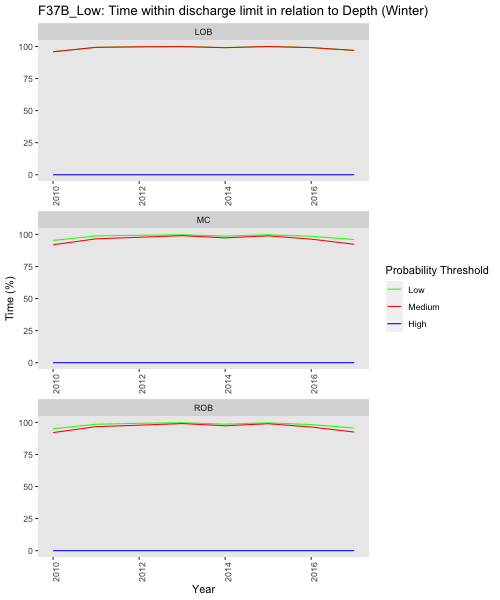 F37B_Low: Time within discharge limit in relation to Depth (Winter)
LOB
100
75
50
25
0
2010
2012
2014
2016
MC
100
75
50
25
0
2010
2012
2014
2016
ROB
100
75
50
25
0
2010
2012
2014
2016
Time (%)
Year
Probability Threshold
Low
Medium
High